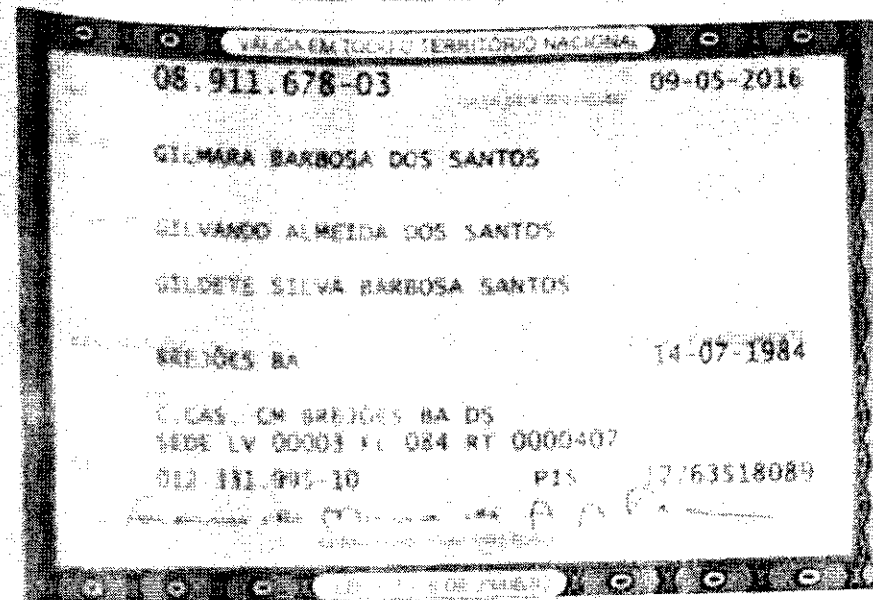 VÁLIDA EM TODO O TERRITÓRIO NACIONAL
08.911.678-03 09-05-2016
GILMARA BARBOSA DOS SANTOS
GILVANDO ALMEIDA DOS SANTOS
GILDETE SILVA BARBOSA SANTOS
BREJÕES BA 14-07-1984
C.CAS. CM BREJÕES BA DS
SEDE LV 00003 FL 084 RT 0000407
PIS